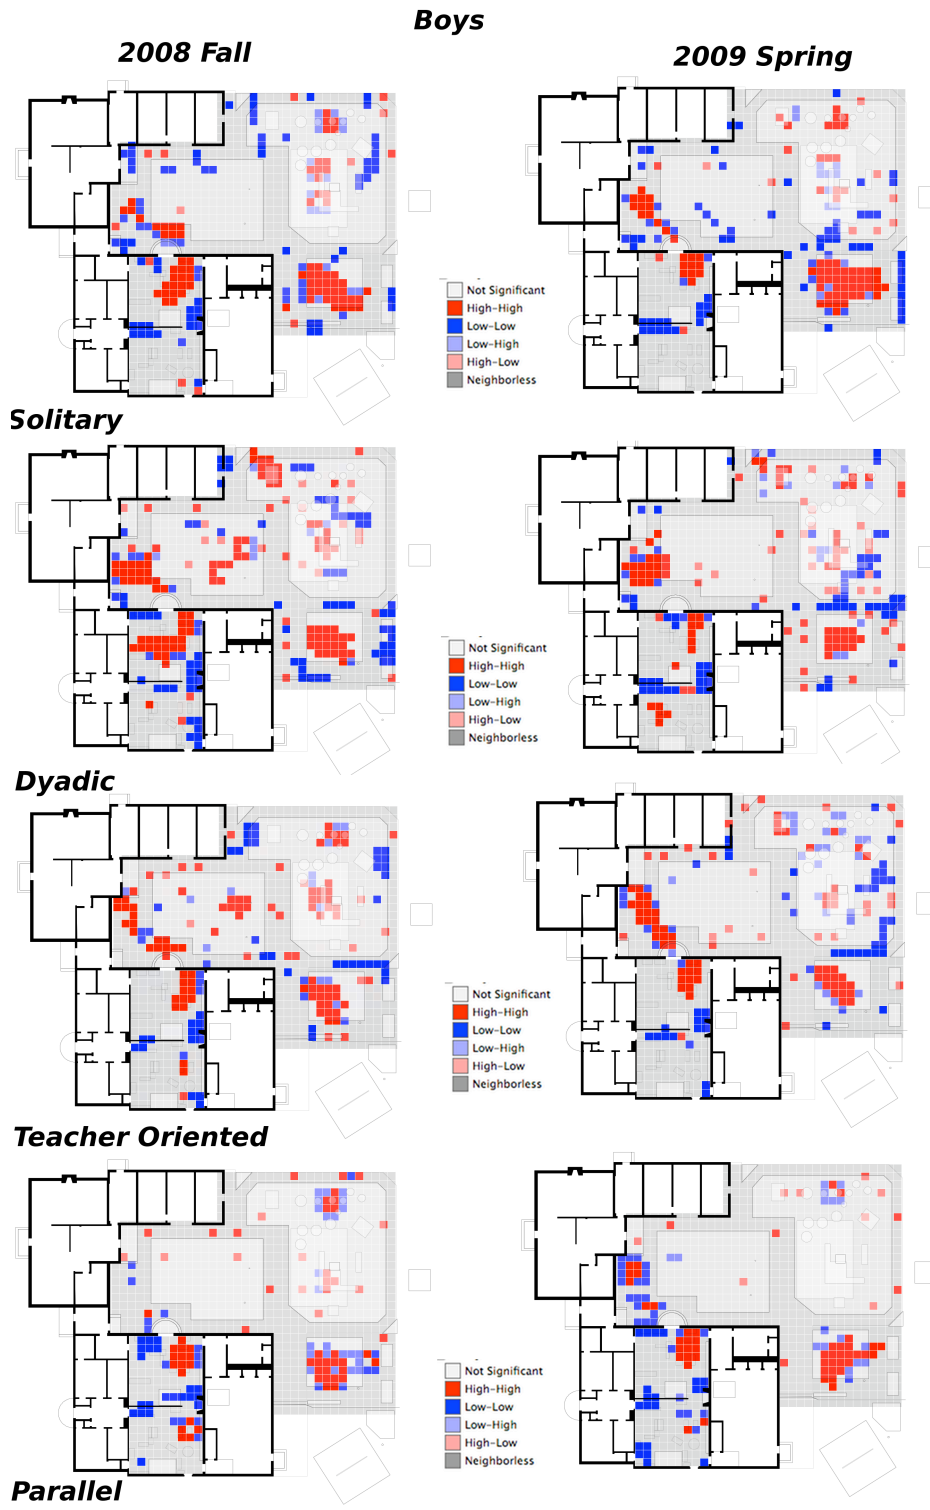 Boys
2008 Fall
2009 Spring
Not Significant
High-High
Low-Low
Low-High
High-Low
Neighborless
Solitary
Not Significant
High-High
Low-Low
Low-High
High-Low
Neighborless
Dyadic
Not Significant
High-High
Low-Low
Low-High
High-Low
Neighborless
Teacher Oriented
Not Significant
High-High
Low-Low
Low-High
High-Low
Neighborless
Parallel